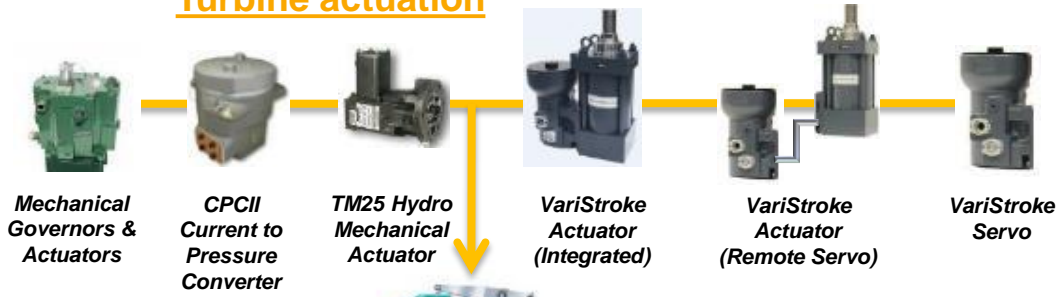 Turbine actuation
Mechanical
Governors &
Actuators
CPCII
Current to
Pressure
Converter
TM25 Hydro
Mechanical
Actuator
VariStroke
Actuator
(Integrated)
VariStroke
Actuator
(Remote Servo)
VariStroke
Servo